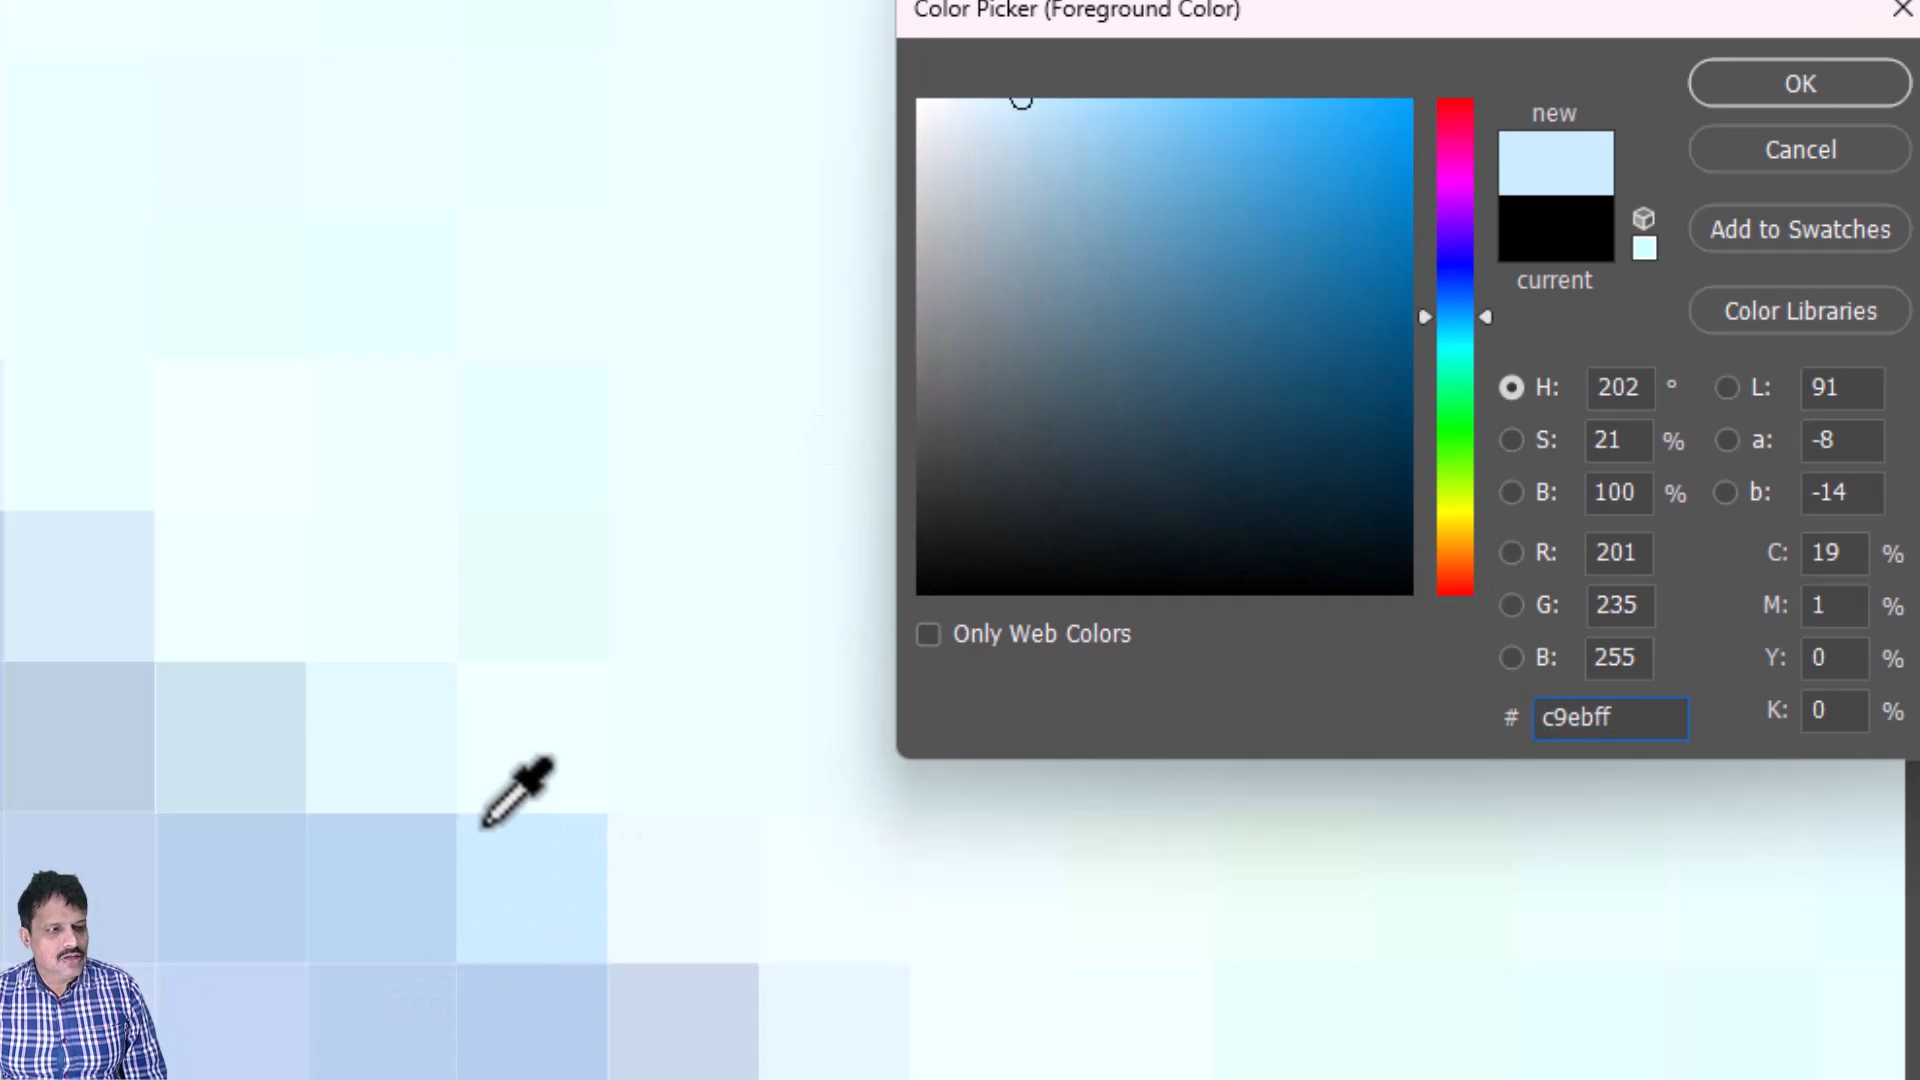 Color Picker (Foreground Color)
OK
new
Cancel
Add to Swatches
current
Color Libraries
H: 202 ° L: 91
S: 21 % a: -8
B: 100 % b: -14
R: 201 C: 19 %
G: 235 M: 1 %
Only Web Colors
B: 255 Y: 0 %
# c9ebff K: 0 %